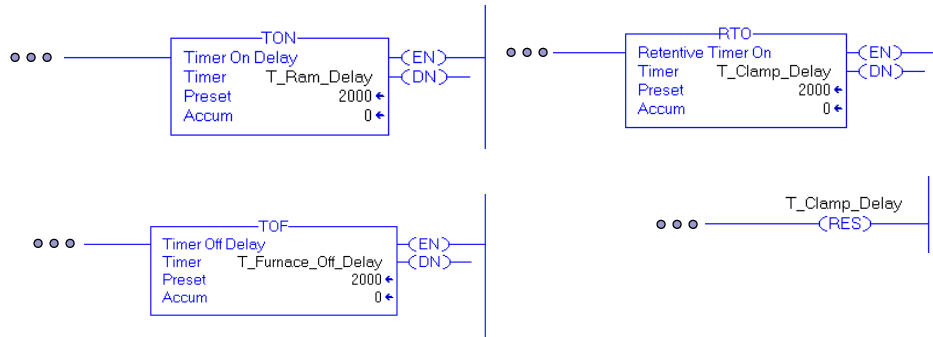 TON
Timer On Delay
Timer T_Ram_Delay
Preset 2000
Accum 0
EN
DN
RTO
Retentive Timer On
Timer T_Clamp_Delay
Preset 2000
Accum 0
EN
DN
TOF
Timer Off Delay
Timer T_Furnace_Off_Delay
Preset 2000
Accum 0
EN
DN
T_Clamp_Delay
RES